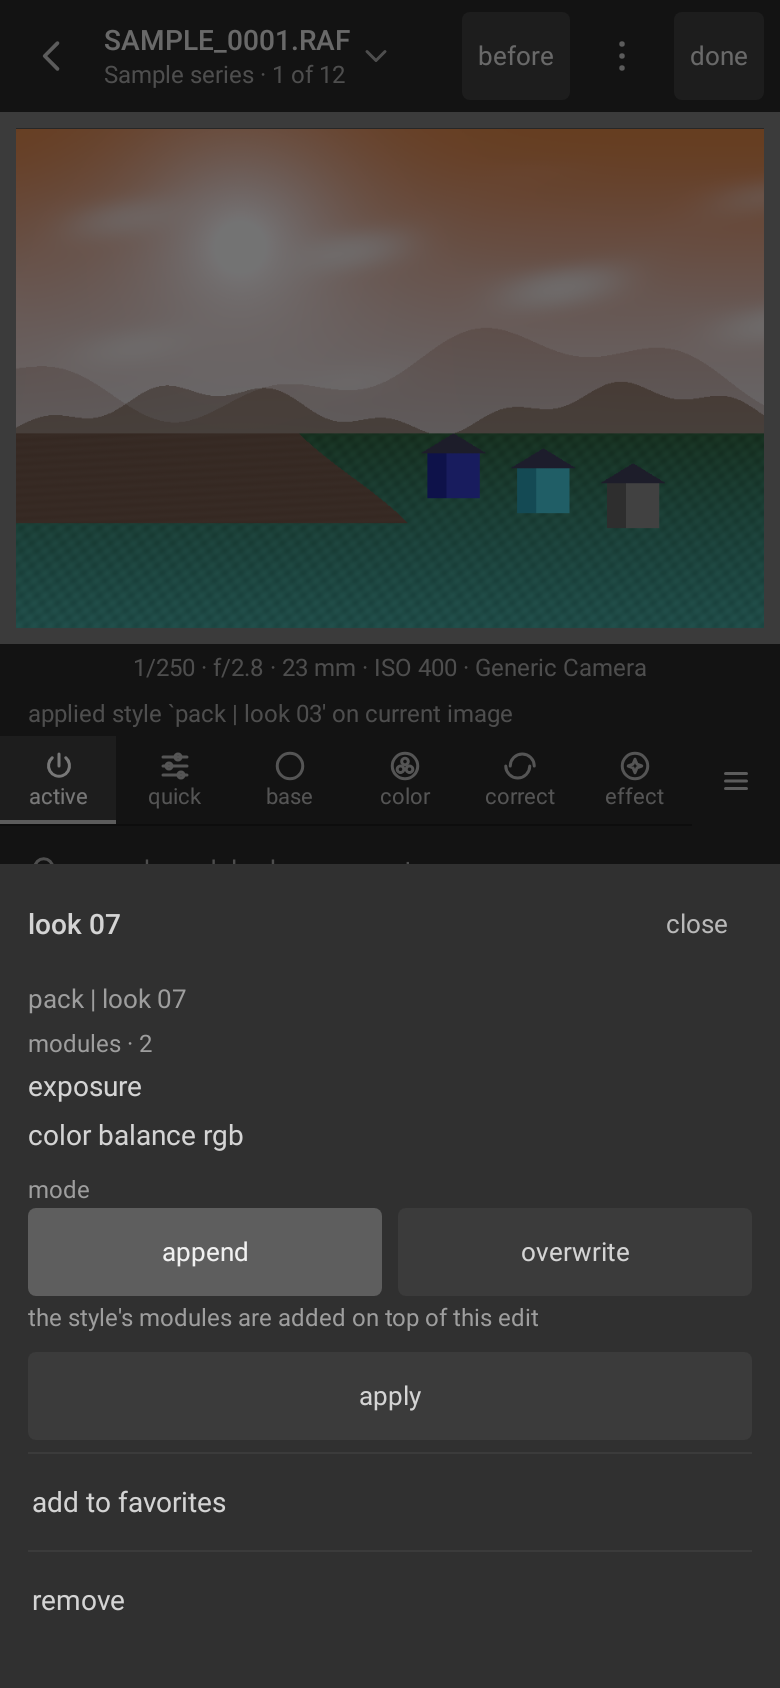 SAMPLE_0001.RAF
Sample series · 1 of 12
before
done
1/250 · f/2.8 · 23 mm · ISO 400 · Generic Camera
applied style `pack | look 03' on current image
active
quick
base
color
correct
effect
look 07
close
pack | look 07
modules · 2
exposure
color balance rgb
mode
append
overwrite
the style's modules are added on top of this edit
apply
add to favorites
remove